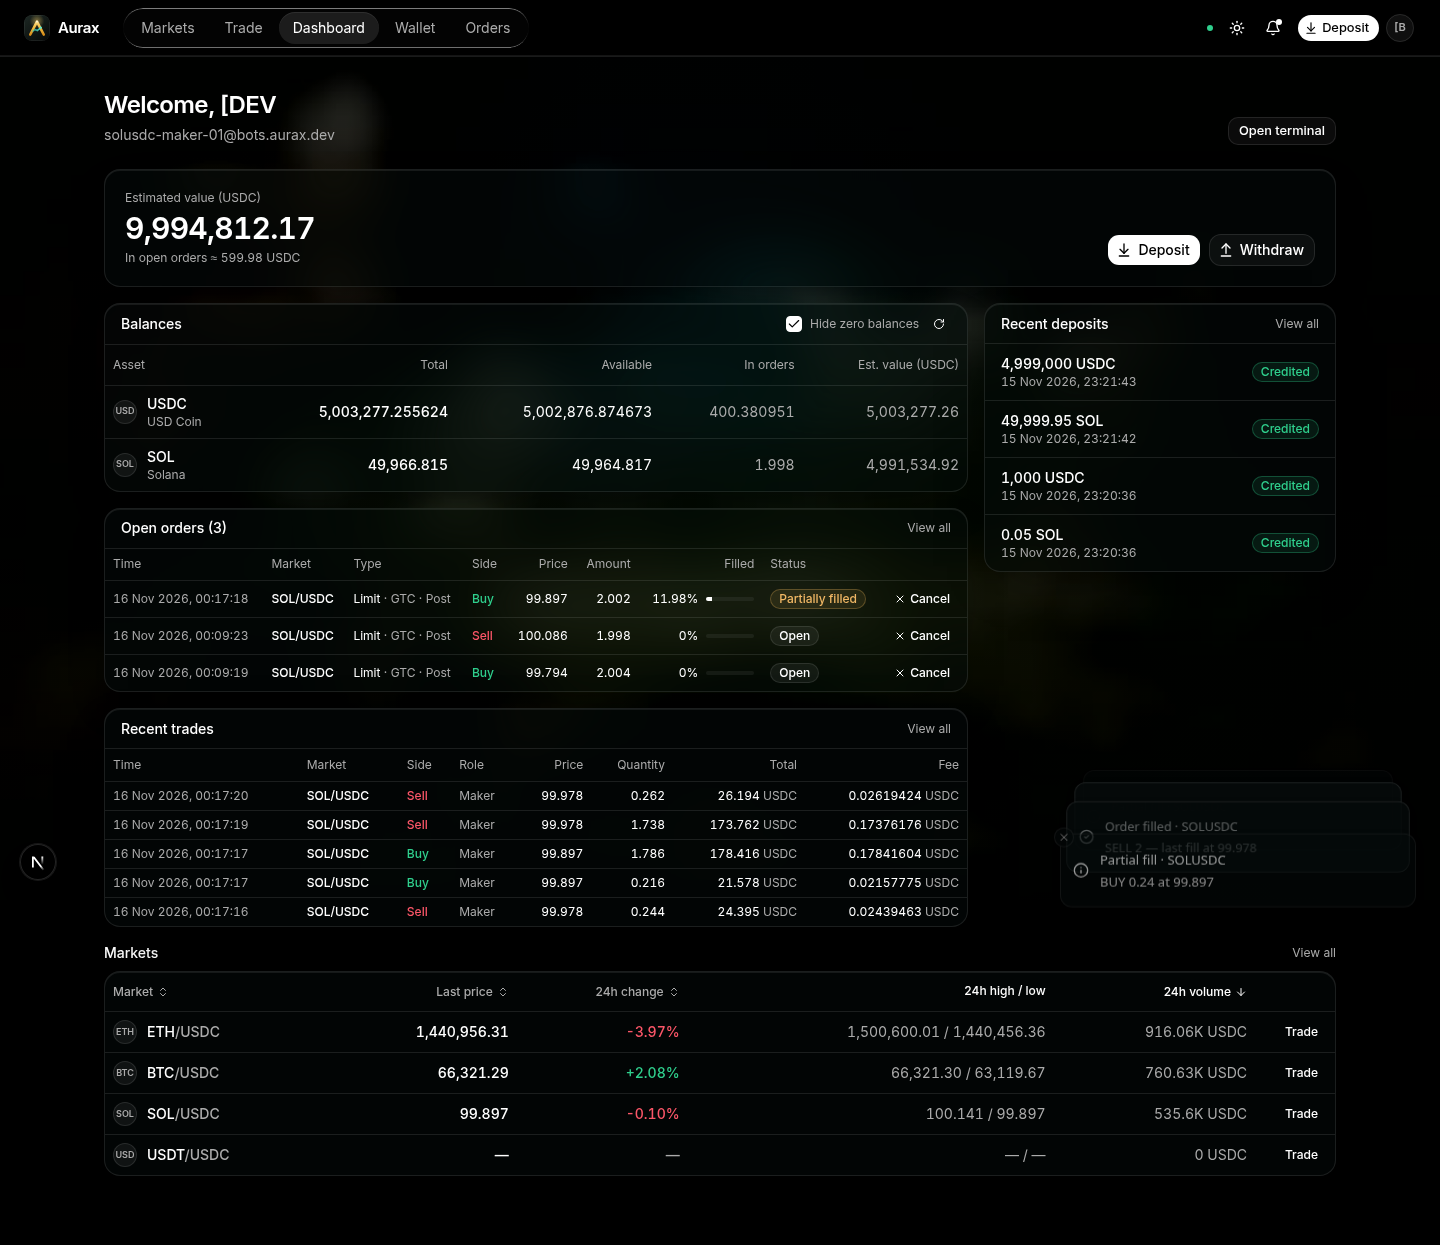 Aurax
Markets Trade Dashboard Wallet Orders
Deposit [B
Welcome, [DEV
solusdc-maker-01@bots.aurax.dev
Open terminal
Estimated value (USDC)
9,994,812.17
In open orders ≈ 599.98 USDC
Deposit Withdraw
Balances Hide zero balances
Asset Total Available In orders Est. value (USDC)
USD USDC 5,003,277.255624 5,002,876.874673 400.380951 5,003,277.26
USD Coin
SOL SOL 49,966.815 49,964.817 1.998 4,991,534.92
Solana
Recent deposits View all
4,999,000 USDC Credited
15 Nov 2026, 23:21:43
49,999.95 SOL Credited
15 Nov 2026, 23:21:42
1,000 USDC Credited
15 Nov 2026, 23:20:36
0.05 SOL Credited
15 Nov 2026, 23:20:36
Open orders (3) View all
Time Market Type Side Price Amount Filled Status
16 Nov 2026, 00:17:18 SOL/USDC Limit · GTC · Post Buy 99.897 2.002 11.98% Partially filled Cancel
16 Nov 2026, 00:09:23 SOL/USDC Limit · GTC · Post Sell 100.086 1.998 0% Open Cancel
16 Nov 2026, 00:09:19 SOL/USDC Limit · GTC · Post Buy 99.794 2.004 0% Open Cancel
Recent trades View all
Time Market Side Role Price Quantity Total Fee
16 Nov 2026, 00:17:20 SOL/USDC Sell Maker 99.978 0.262 26.194 USDC 0.02619424 USDC
16 Nov 2026, 00:17:19 SOL/USDC Sell Maker 99.978 1.738 173.762 USDC 0.17376176 USDC
16 Nov 2026, 00:17:17 SOL/USDC Buy Maker 99.897 1.786 178.416 USDC 0.17841604 USDC
16 Nov 2026, 00:17:17 SOL/USDC Buy Maker 99.897 0.216 21.578 USDC 0.02157775 USDC
16 Nov 2026, 00:17:16 SOL/USDC Sell Maker 99.978 0.244 24.395 USDC 0.02439463 USDC
Order filled · SOLUSDC
SELL 2 — last fill at 99.978
Partial fill · SOLUSDC
BUY 0.24 at 99.897
N
Markets View all
Market Last price 24h change 24h high / low 24h volume
ETH ETH/USDC 1,440,956.31 -3.97% 1,500,600.01 / 1,440,456.36 916.06K USDC Trade
BTC BTC/USDC 66,321.29 +2.08% 66,321.30 / 63,119.67 760.63K USDC Trade
SOL SOL/USDC 99.897 -0.10% 100.141 / 99.897 535.6K USDC Trade
USD USDT/USDC — — — / — 0 USDC Trade